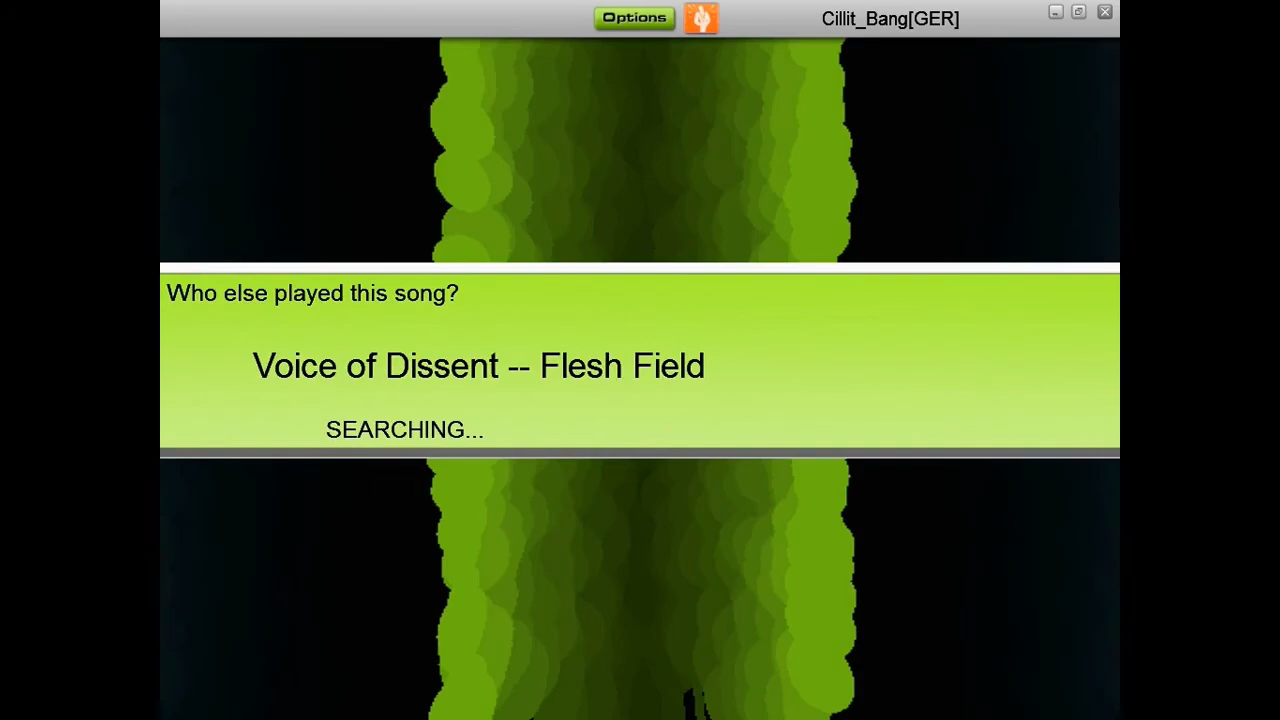 Options
Cillit_Bang[GER]
Who else played this song?
Voice of Dissent -- Flesh Field
SEARCHING...